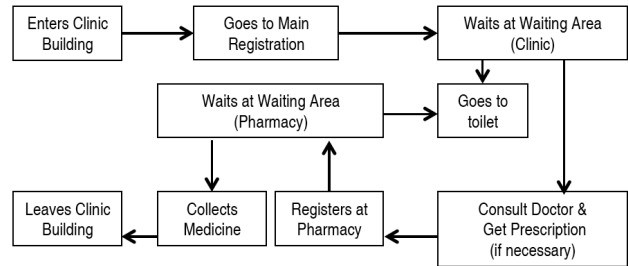 Enters Clinic
Building
Goes to Main
Registration
Waits at Waiting Area
(Clinic)
Waits at Waiting Area
(Pharmacy)
Goes to
toilet
Leaves Clinic
Building
Collects
Medicine
Registers at
Pharmacy
Consult Doctor &
Get Prescription
(if necessary)